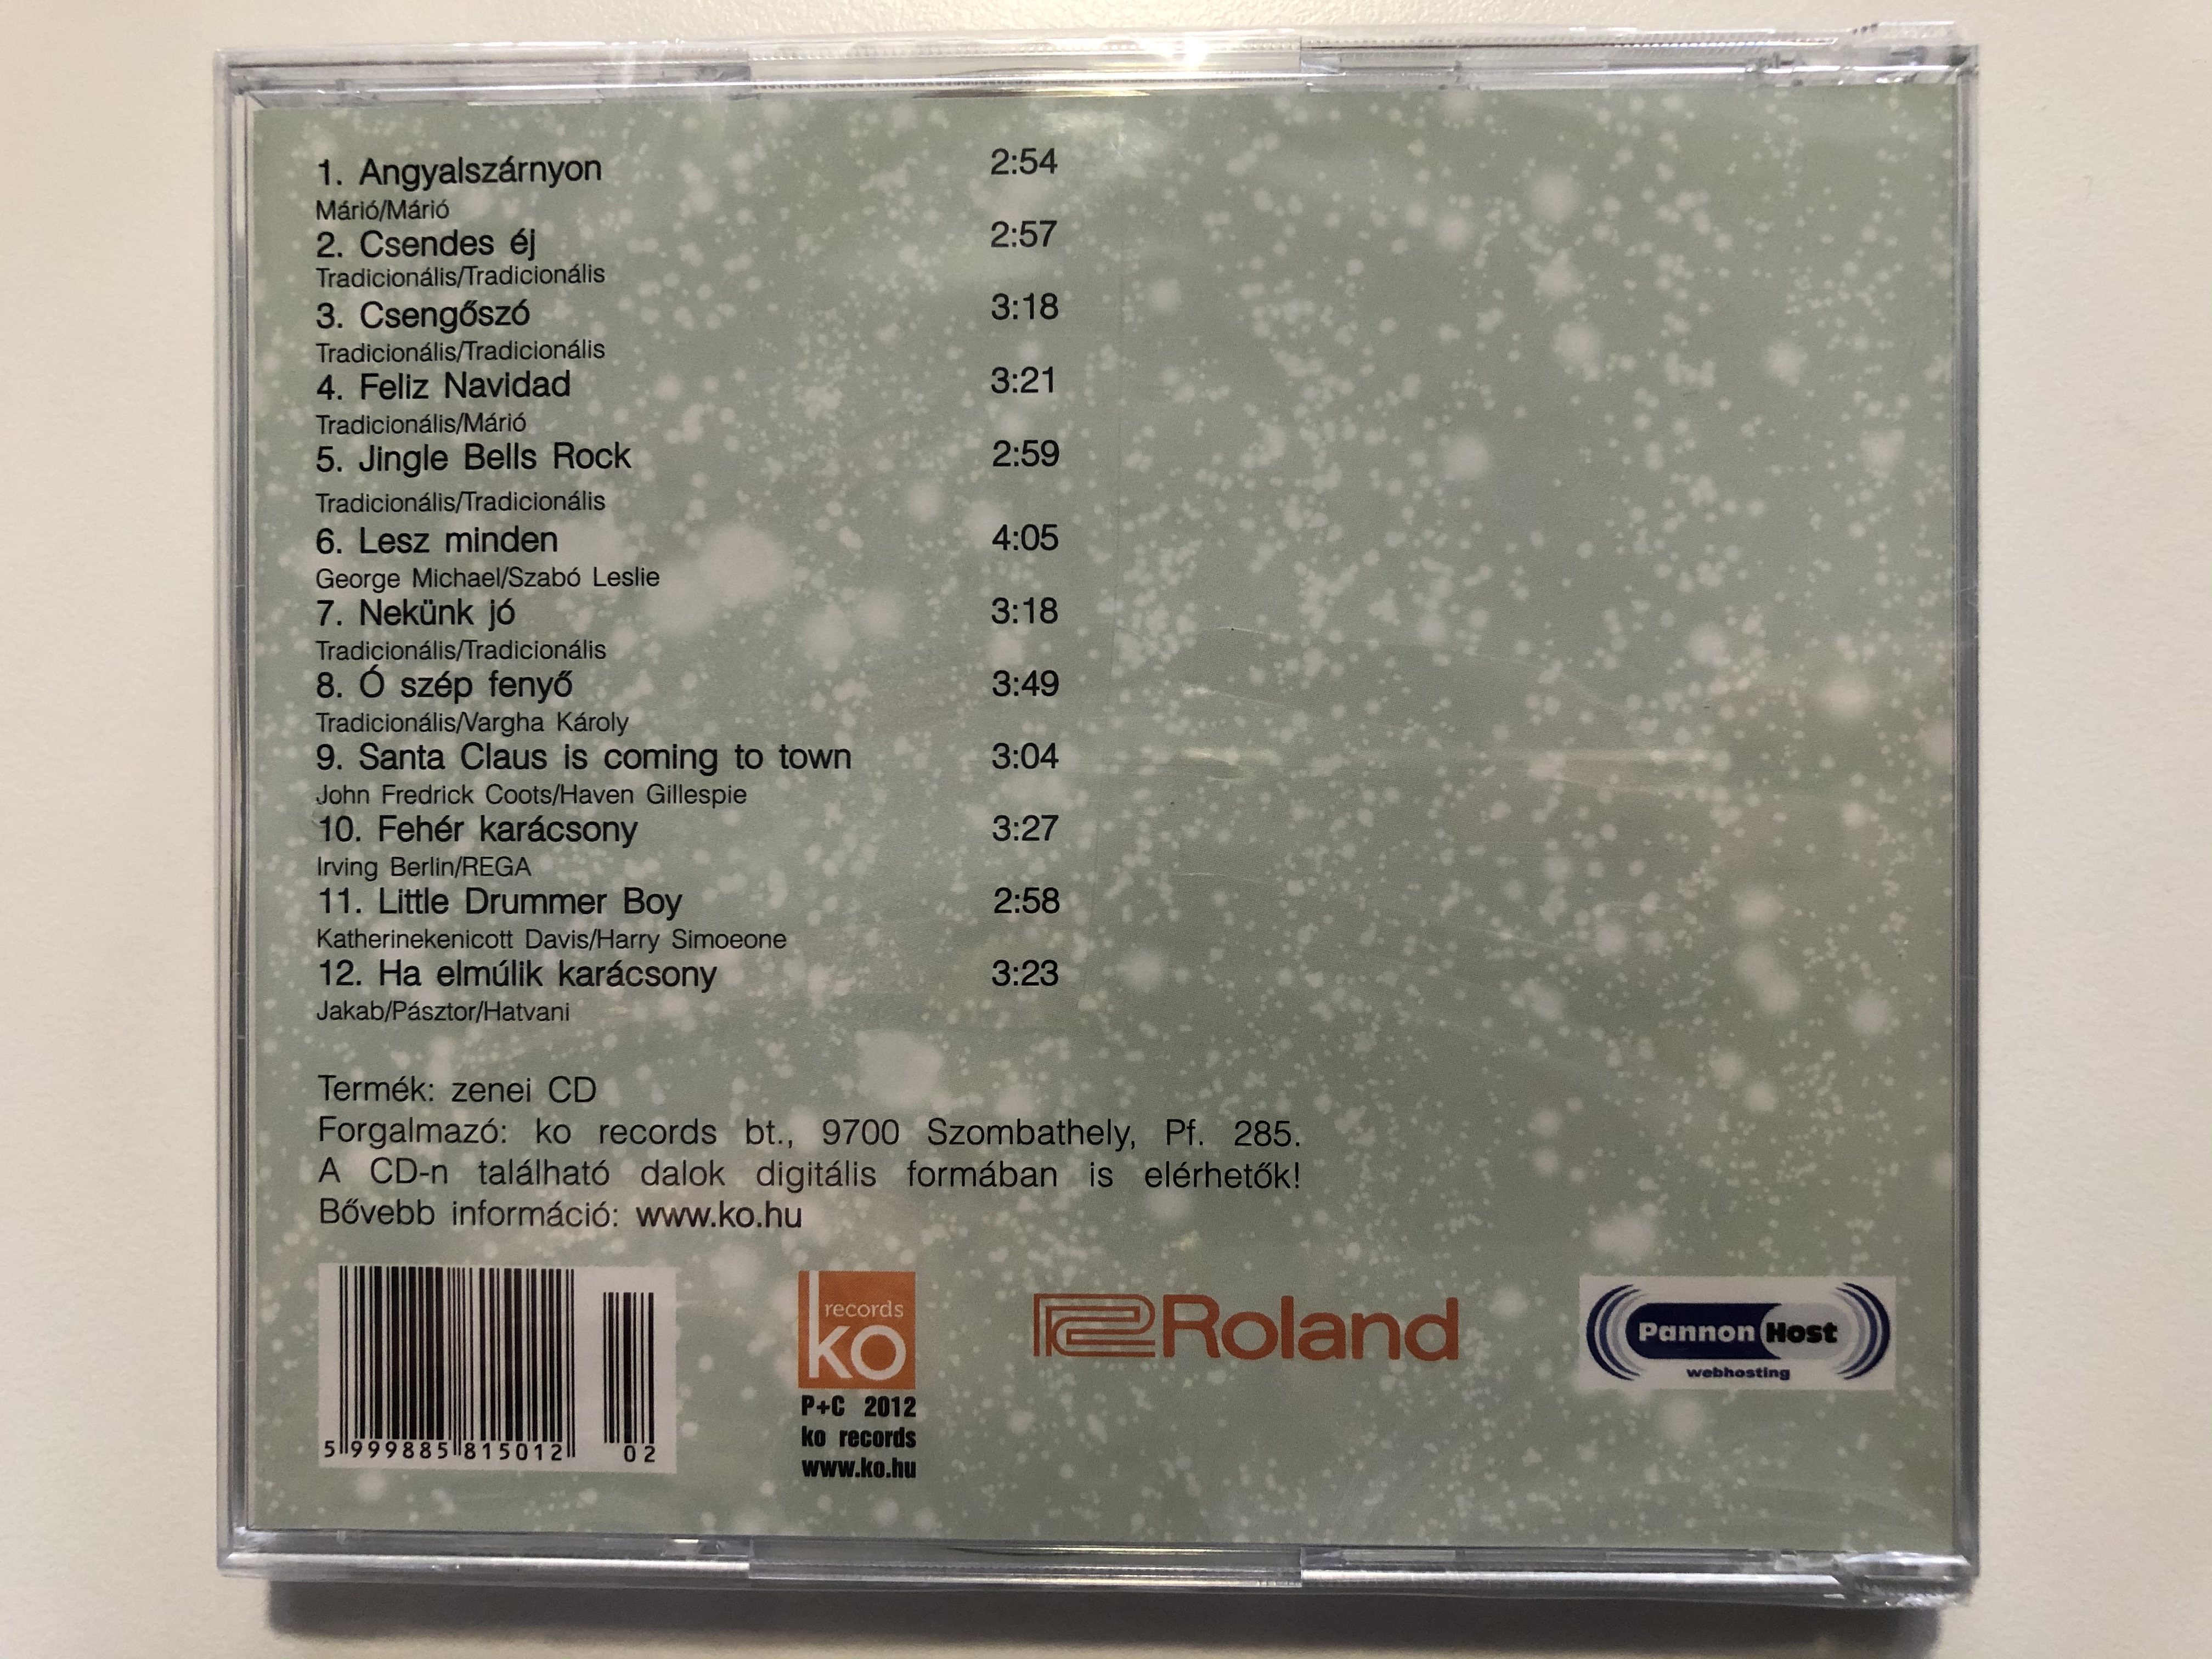 1. Angyalszárnyon 2:54
Márió/Márió
2. Csendes éj 2:57
Tradicionális/Tradicionális
3. Csengőszó 3:18
Tradicionális/Tradicionális
4. Feliz Navidad 3:21
Tradicionális/Márió
5. Jingle Bells Rock 2:59
Tradicionális/Tradicionális
6. Lesz minden 4:05
George Michael/Szabó Leslie
7. Nekünk jó 3:18
Tradicionális/Tradicionális
8. Ó szép fenyő 3:49
Tradicionális/Vargha Károly
9. Santa Claus is coming to town 3:04
John Fredrick Coots/Haven Gillespie
10. Fehér karácsony 3:27
Irving Berlin/REGA
11. Little Drummer Boy 2:58
Katherinekenicott Davis/Harry Simoeone
12. Ha elmúlik karácsony 3:23
Jakab/Pásztor/Hatvani
Termék: zenei CD
Forgalmazó: ko records bt., 9700 Szombathely, Pf. 285.
A CD-n található dalok digitális formában is elérhetők!
Bővebb információ: www.ko.hu
5 999885 815012 02
records
ko
P+C 2012
ko records
www.ko.hu
Roland
Pannon Host
webhosting